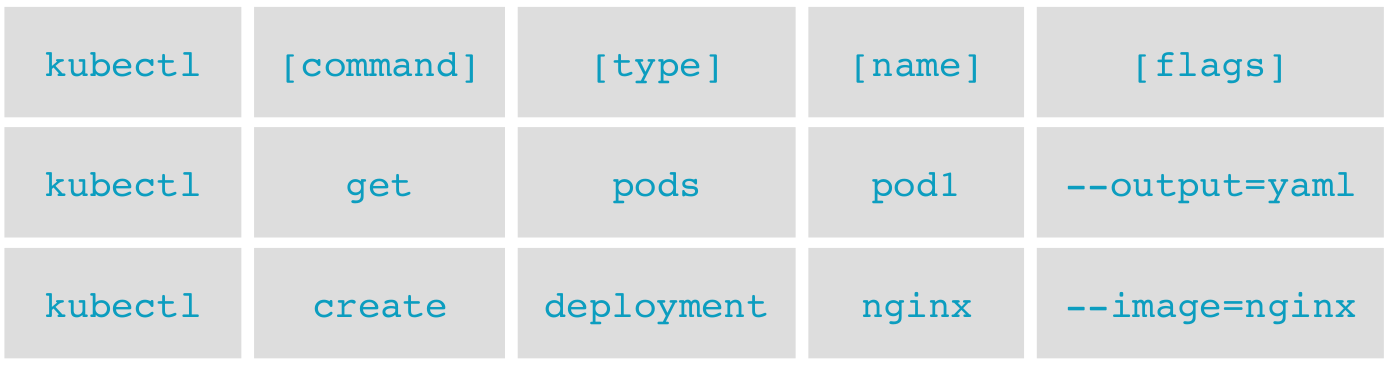 kubectl [command] [type] [name] [flags]
kubectl get pods pod1 --output=yaml
kubectl create deployment nginx --image=nginx